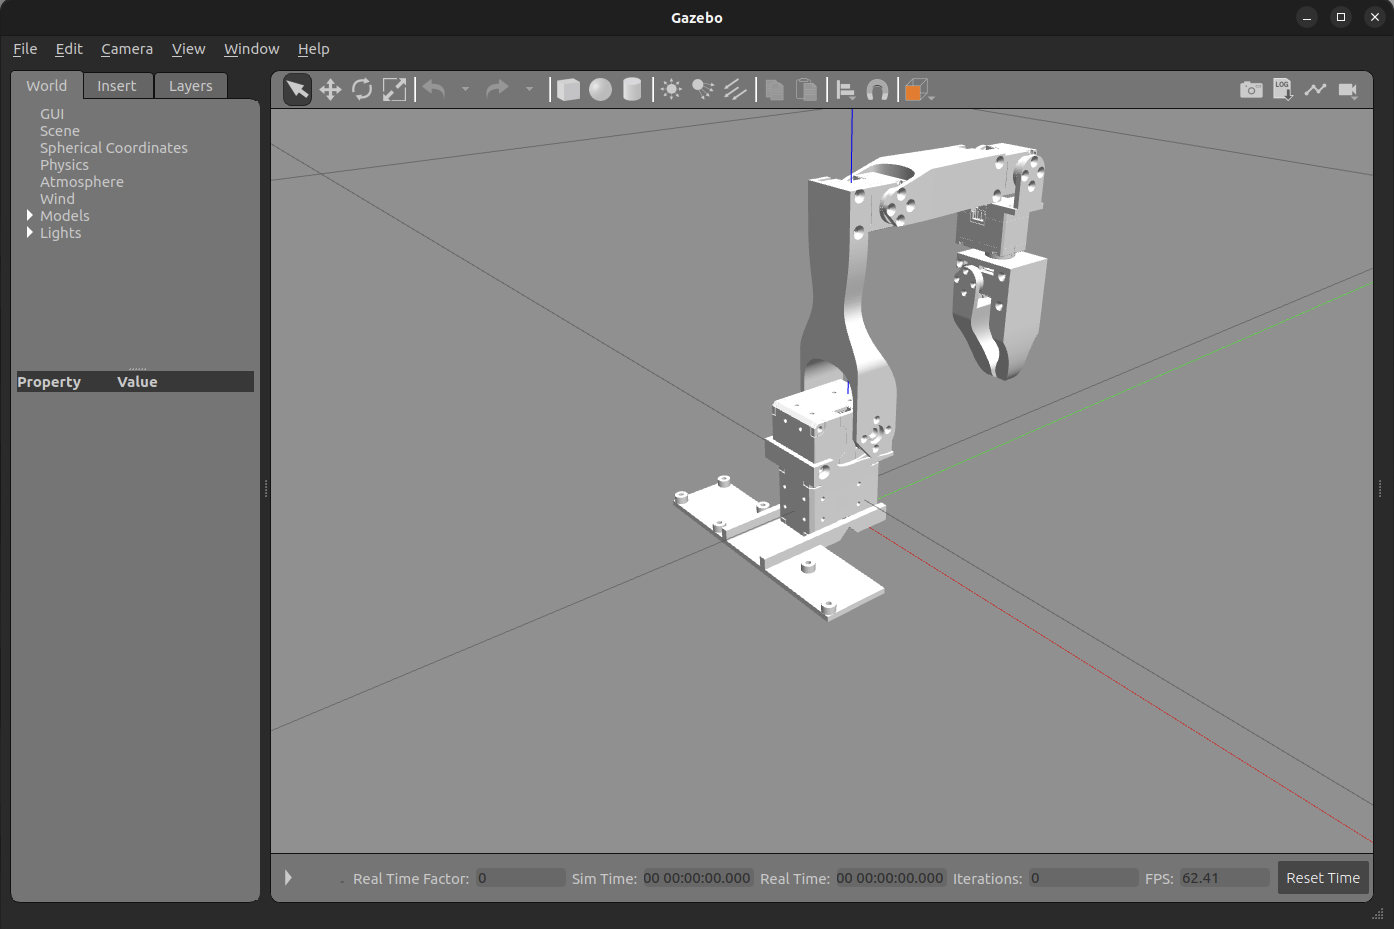 Gazebo
File Edit Camera View Window Help
World Insert Layers
LOG
GUI
Scene
Spherical Coordinates
Physics
Atmosphere
Wind
Models
Lights
Property Value
Real Time Factor: 0 Sim Time: 00 00:00:00.000 Real Time: 00 00:00:00.000 Iterations: 0 FPS: 62.41 Reset Time